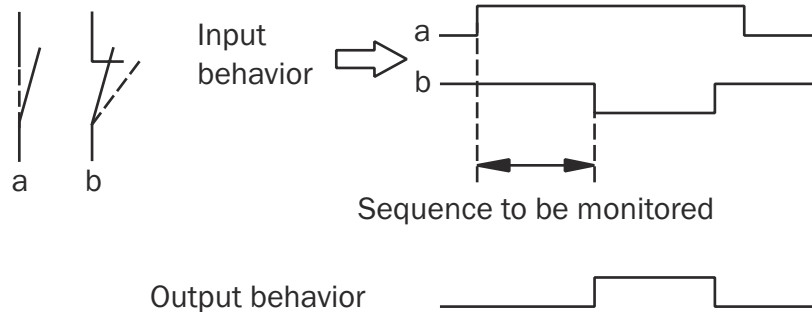 a
b
Input
behavior
a
b
Sequence to be monitored
Output behavior